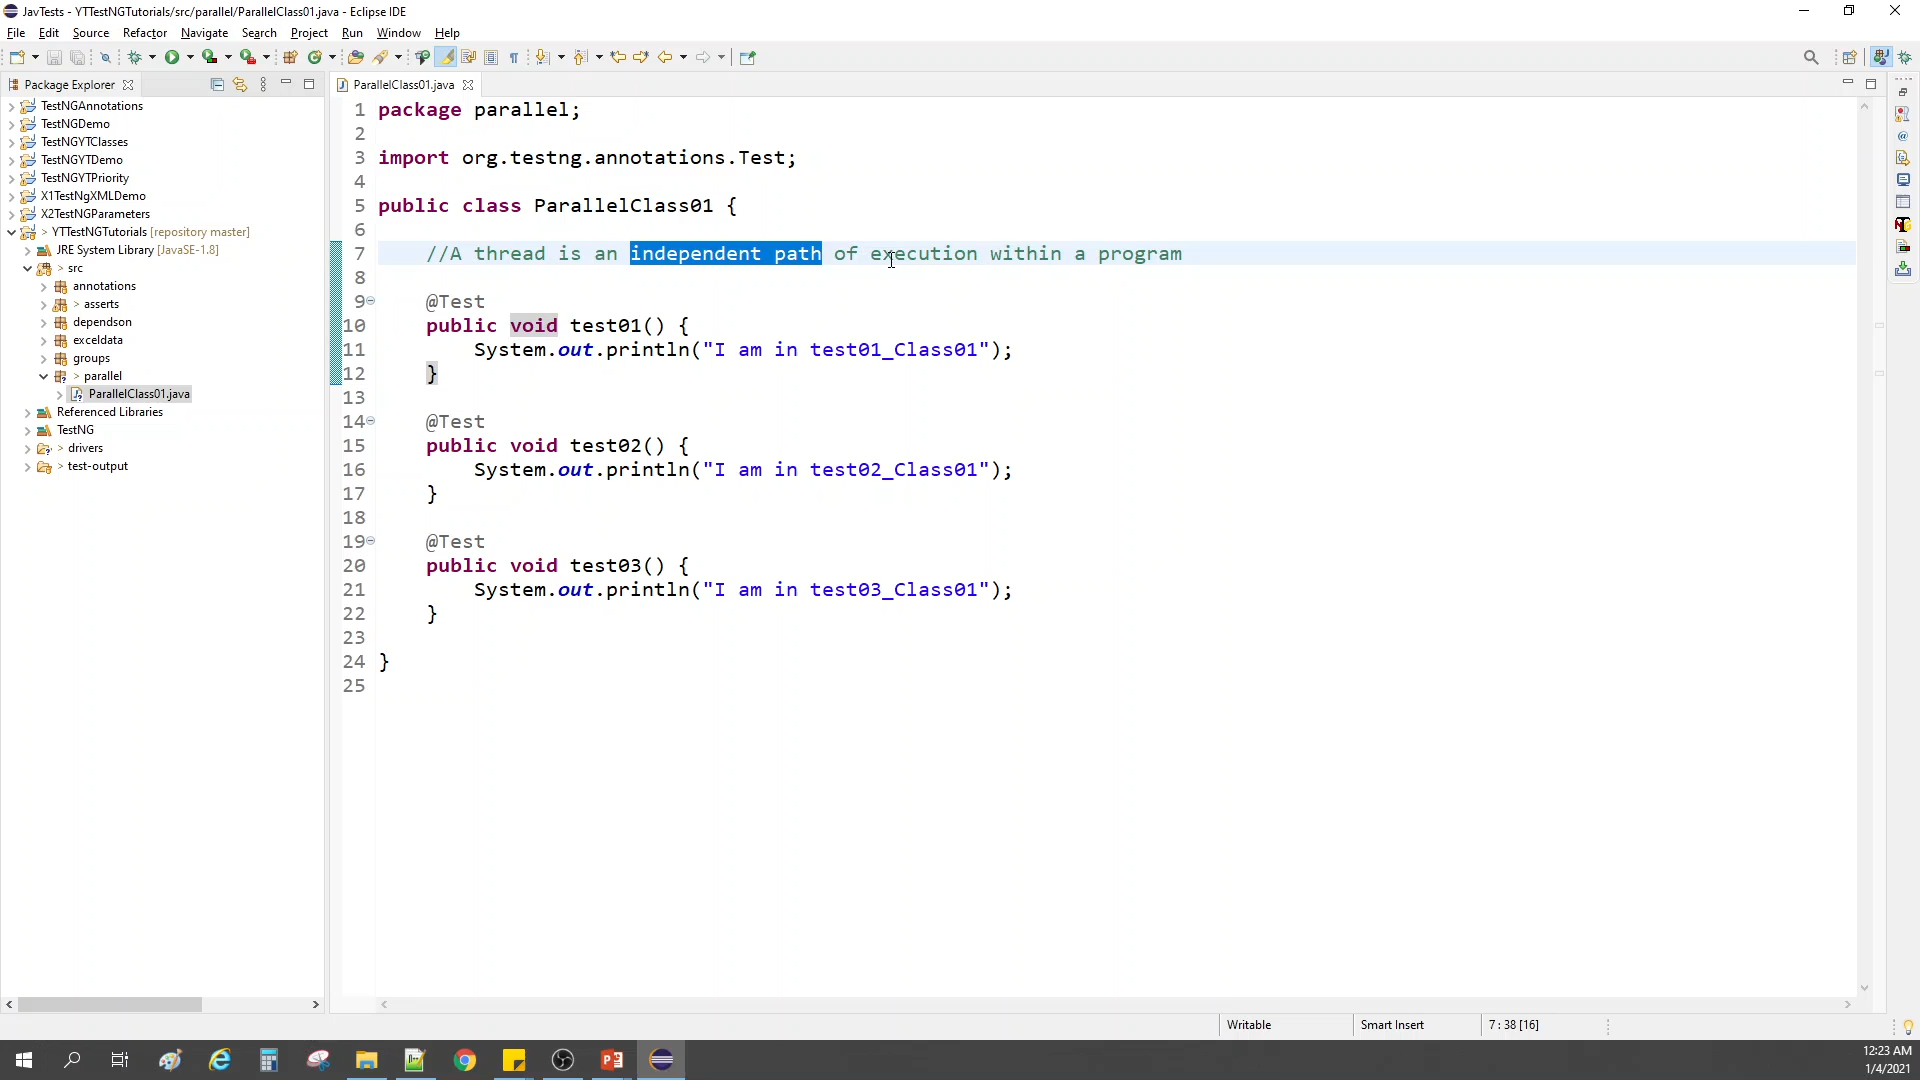 JavTests - YTTestNGTutorials/src/parallel/ParallelClass01.java - Eclipse IDE
File Edit Source Refactor Navigate Search Project Run Window Help
Package Explorer
ParallelClass01.java
TestNGAnnotations
TestNGDemo
TestNGYTClasses
TestNGYTDemo
TestNGYTPriority
X1TestNgXMLDemo
X2TestNGParameters
> YTTestNGTutorials [repository master]
JRE System Library [JavaSE-1.8]
> src
annotations
> asserts
dependson
exceldata
groups
> parallel
ParallelClass01.java
Referenced Libraries
TestNG
> drivers
> test-output
1 package parallel;
2
3 import org.testng.annotations.Test;
4
5 public class ParallelClass01 {
6
7 //A thread is an independent path of execution within a program
8
9 @Test
10 public void test01() {
11 System.out.println("I am in test01_Class01");
12 }
13
14 @Test
15 public void test02() {
16 System.out.println("I am in test02_Class01");
17 }
18
19 @Test
20 public void test03() {
21 System.out.println("I am in test03_Class01");
22 }
23
24 }
25
Writable Smart Insert 7 : 38 [16]
12:23 AM
1/4/2021